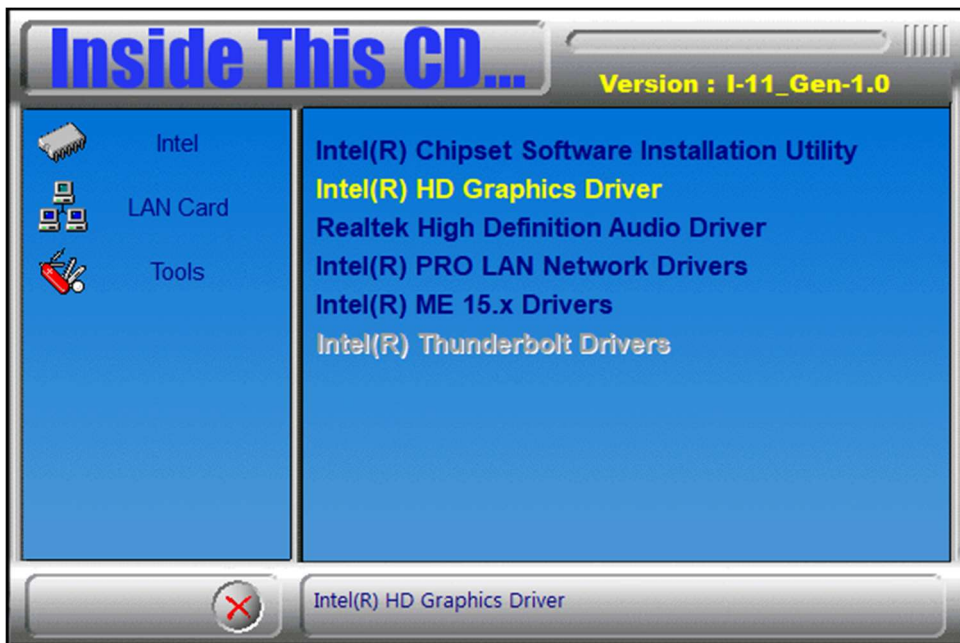 Inside This CD...
Version : I-11_Gen-1.0
Intel
LAN Card
Tools
Intel(R) Chipset Software Installation Utility
Intel(R) HD Graphics Driver
Realtek High Definition Audio Driver
Intel(R) PRO LAN Network Drivers
Intel(R) ME 15.x Drivers
Intel(R) Thunderbolt Drivers
Intel(R) HD Graphics Driver